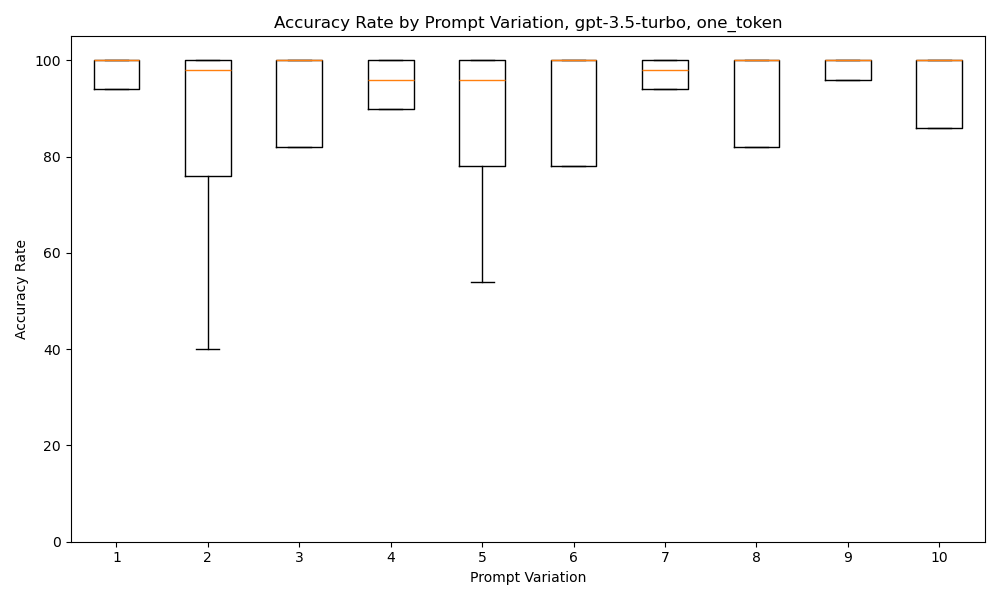 Accuracy Rate by Prompt Variation, gpt-3.5-turbo, one_token
100
80
60
40
20
0
Accuracy Rate
1 2 3 4 5 6 7 8 9 10
Prompt Variation